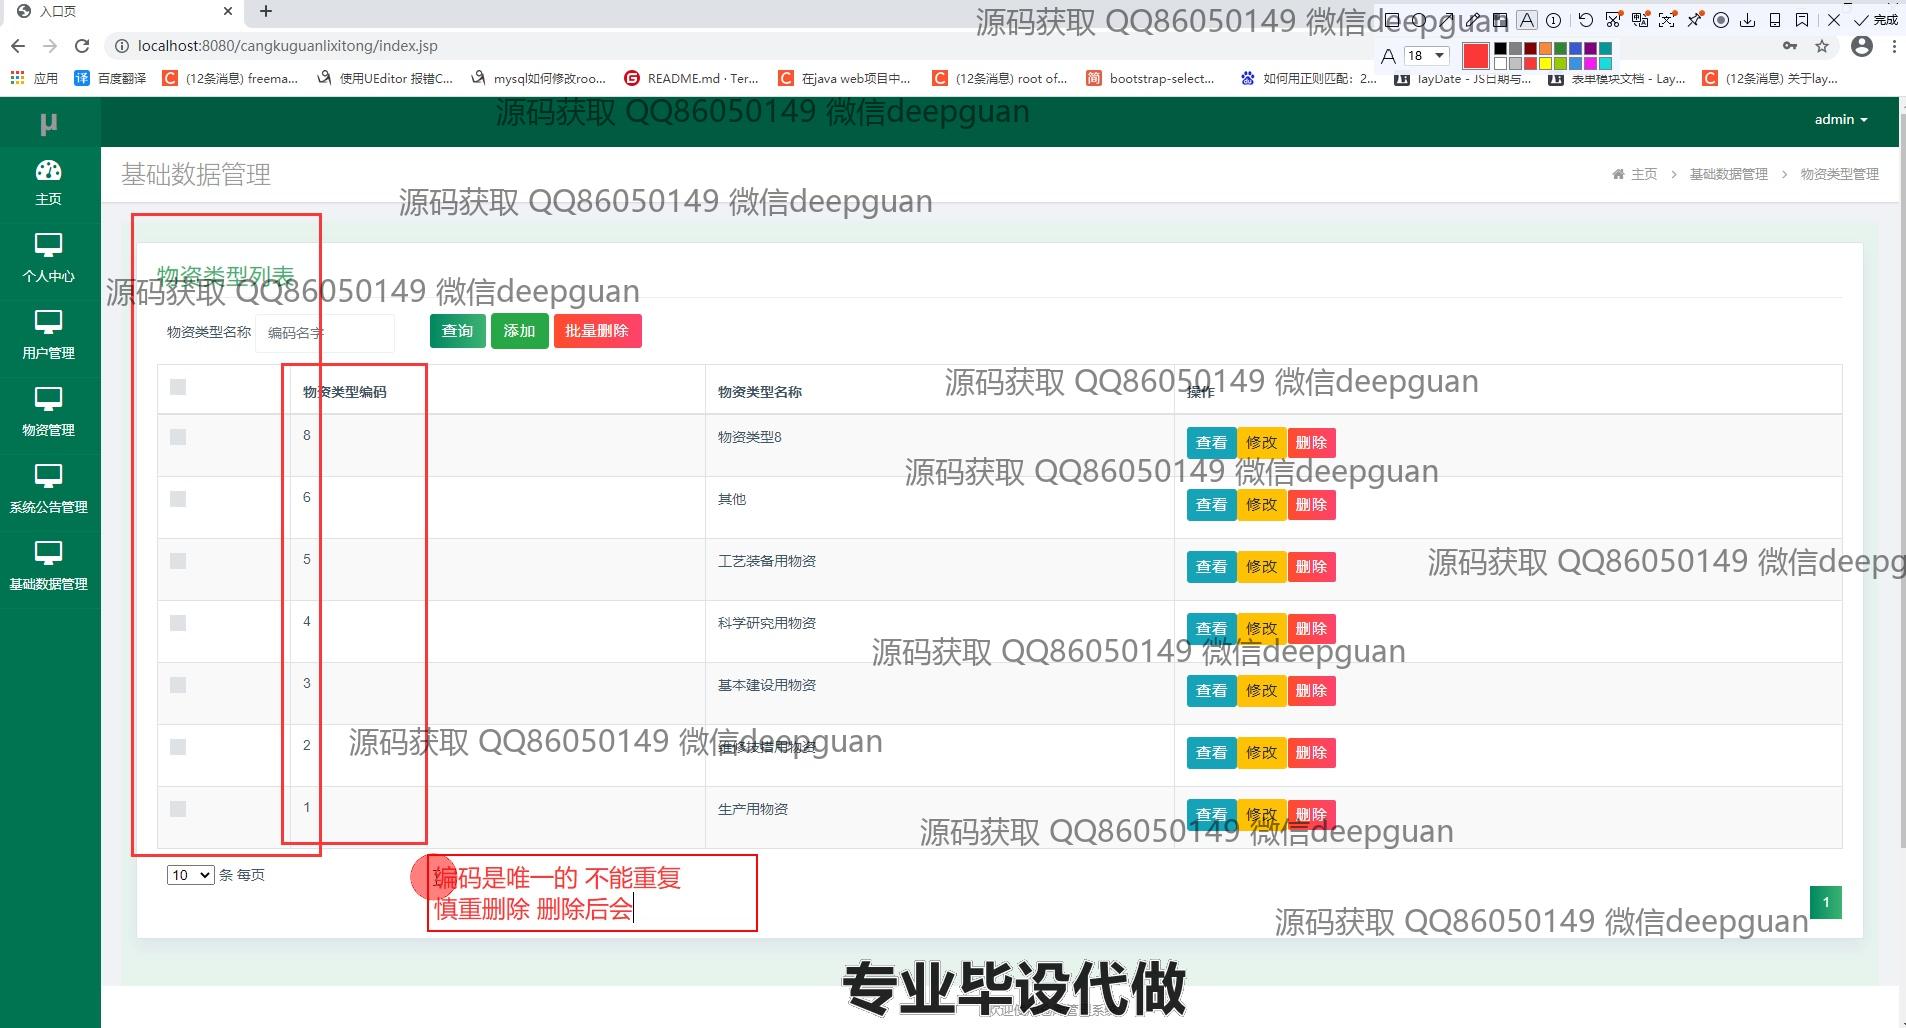 入口页
源码获取 QQ86050149 微信deepguan
完成
localhost:8080/cangkuguanlixitong/index.jsp
18
应用
百度翻译
(12条消息) freema...
使用UEditor 报错C...
mysql如何修改roo...
README.md · Ter...
在java web项目中...
(12条消息) root of...
bootstrap-select...
如何用正则匹配：2...
layDate - JS日期与...
表单模块文档 - Lay...
(12条消息) 关于lay...
源码获取 QQ86050149 微信deepguan
μ
admin
主页
个人中心
用户管理
物资管理
系统公告管理
基础数据管理
基础数据管理
主页 > 基础数据管理 > 物资类型管理
源码获取 QQ86050149 微信deepguan
物资类型列表
源码获取 QQ86050149 微信deepguan
物资类型名称 编码名字 查询 添加 批量删除
物资类型编码 物资类型名称 操作
源码获取 QQ86050149 微信deepguan
8 物资类型8 查看 修改 删除
源码获取 QQ86050149 微信deepguan
6 其他 查看 修改 删除
5 工艺装备用物资 查看 修改 删除
源码获取 QQ86050149 微信deepg
4 科学研究用物资 查看 修改 删除
源码获取 QQ86050149 微信deepguan
3 基本建设用物资 查看 修改 删除
2 查看 修改 删除
源码获取 QQ86050149 微信deepguan
1 生产用物资 查看 修改 删除
源码获取 QQ86050149 微信deepguan
10 条 每页
编码是唯一的 不能重复
慎重删除 删除后会
1
源码获取 QQ86050149 微信deepguan
专业毕设代做